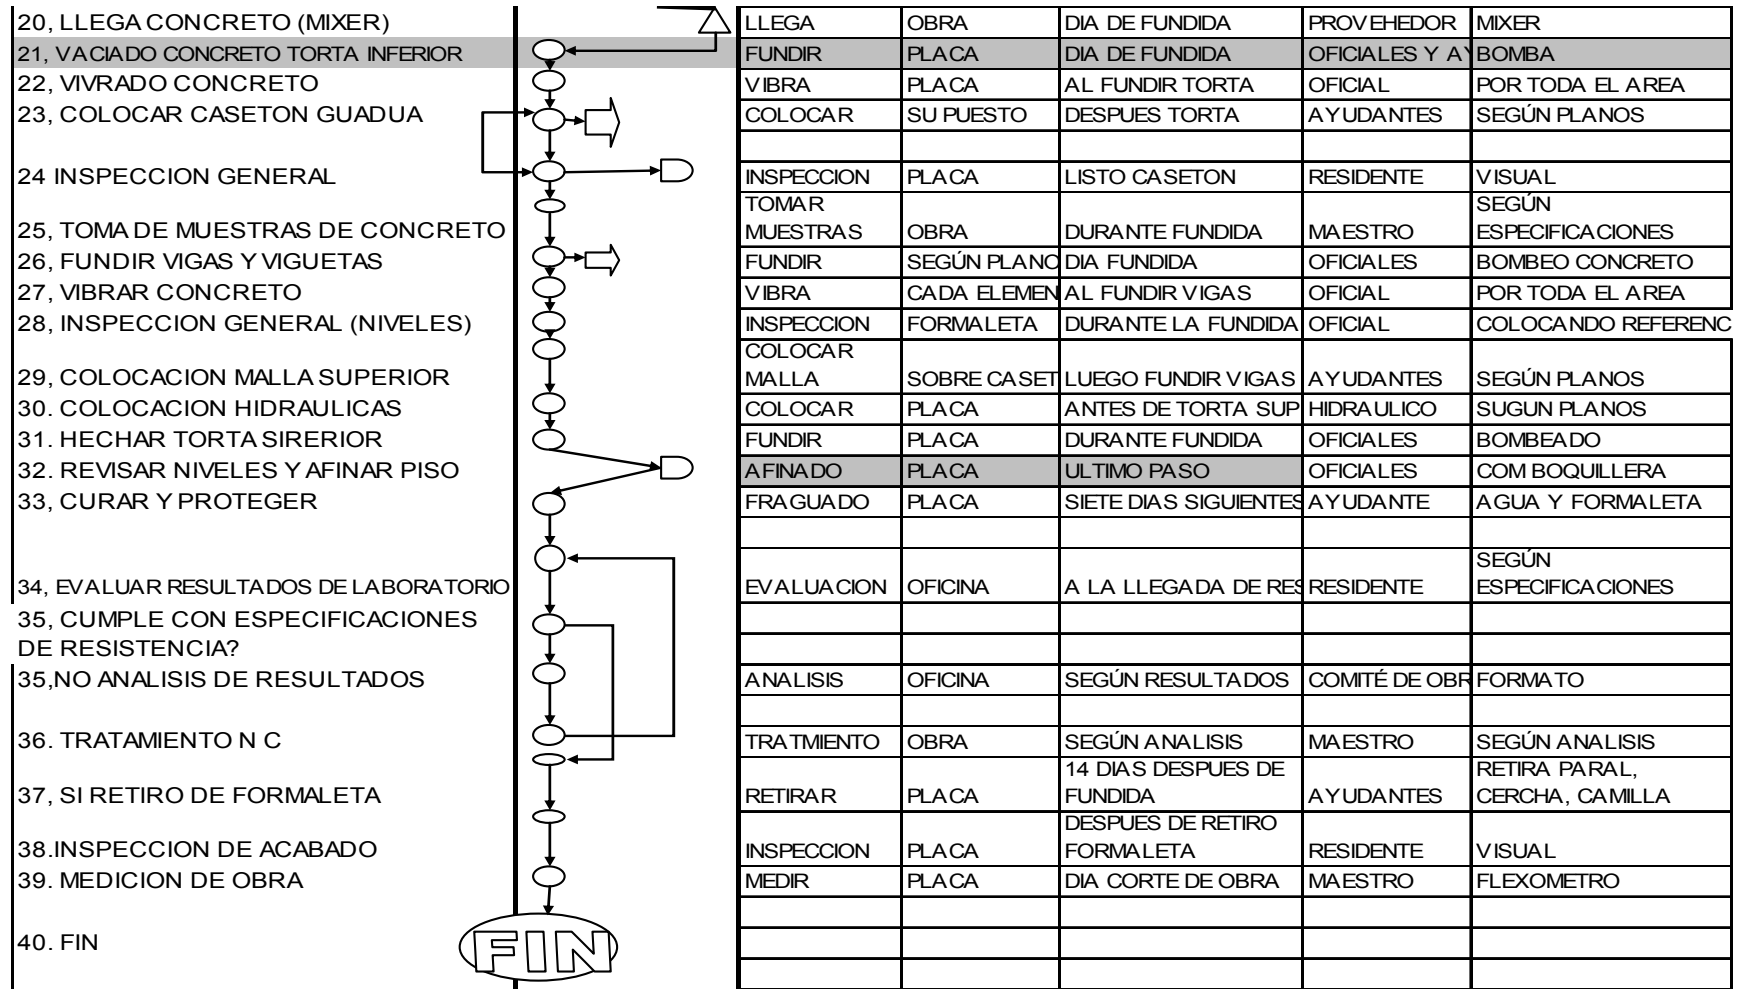 20, LLEGA CONCRETO (MIXER) LLEGA OBRA DIA DE FUNDIDA PROVEHEDOR MIXER
21, VACIADO CONCRETO TORTA INFERIOR FUNDIR PLACA DIA DE FUNDIDA OFICIALES Y AY BOMBA
22, VIVRADO CONCRETO VIBRA PLACA AL FUNDIR TORTA OFICIAL POR TODA EL AREA
23, COLOCAR CASETON GUADUA COLOCAR SU PUESTO DESPUES TORTA AYUDANTES SEGÚN PLANOS
24 INSPECCION GENERAL INSPECCION PLACA LISTO CASETON RESIDENTE VISUAL
TOMAR SEGÚN
25, TOMA DE MUESTRAS DE CONCRETO MUESTRAS OBRA DURANTE FUNDIDA MAESTRO ESPECIFICACIONES
26, FUNDIR VIGAS Y VIGUETAS FUNDIR SEGÚN PLANO DIA FUNDIDA OFICIALES BOMBEO CONCRETO
27, VIBRAR CONCRETO VIBRA CADA ELEMEN AL FUNDIR VIGAS OFICIAL POR TODA EL AREA
28, INSPECCION GENERAL (NIVELES) INSPECCION FORMALETA DURANTE LA FUNDIDA OFICIAL COLOCANDO REFERENC
COLOCAR
29, COLOCACION MALLA SUPERIOR MALLA SOBRE CASET LUEGO FUNDIR VIGAS AYUDANTES SEGÚN PLANOS
30. COLOCACION HIDRAULICAS COLOCAR PLACA ANTES DE TORTA SUP HIDRAULICO SUGUN PLANOS
31. HECHAR TORTA SIRERIOR FUNDIR PLACA DURANTE FUNDIDA OFICIALES BOMBEADO
32. REVISAR NIVELES Y AFINAR PISO AFINADO PLACA ULTIMO PASO OFICIALES COM BOQUILLERA
33, CURAR Y PROTEGER FRAGUADO PLACA SIETE DIAS SIGUIENTES AYUDANTE AGUA Y FORMALETA
SEGÚN
34, EVALUAR RESULTADOS DE LABORATORIO EVALUACION OFICINA A LA LLEGADA DE RES RESIDENTE ESPECIFICACIONES
35, CUMPLE CON ESPECIFICACIONES
DE RESISTENCIA?
35,NO ANALISIS DE RESULTADOS ANALISIS OFICINA SEGÚN RESULTADOS COMITÉ DE OBR FORMATO
36. TRATAMIENTO N C TRATMIENTO OBRA SEGÚN ANALISIS MAESTRO SEGÚN ANALISIS
14 DIAS DESPUES DE RETIRA PARAL,
37, SI RETIRO DE FORMALETA RETIRAR PLACA FUNDIDA AYUDANTES CERCHA, CAMILLA
DESPUES DE RETIRO
38.INSPECCION DE ACABADO INSPECCION PLACA FORMALETA RESIDENTE VISUAL
39. MEDICION DE OBRA MEDIR PLACA DIA CORTE DE OBRA MAESTRO FLEXOMETRO
40. FIN FIN